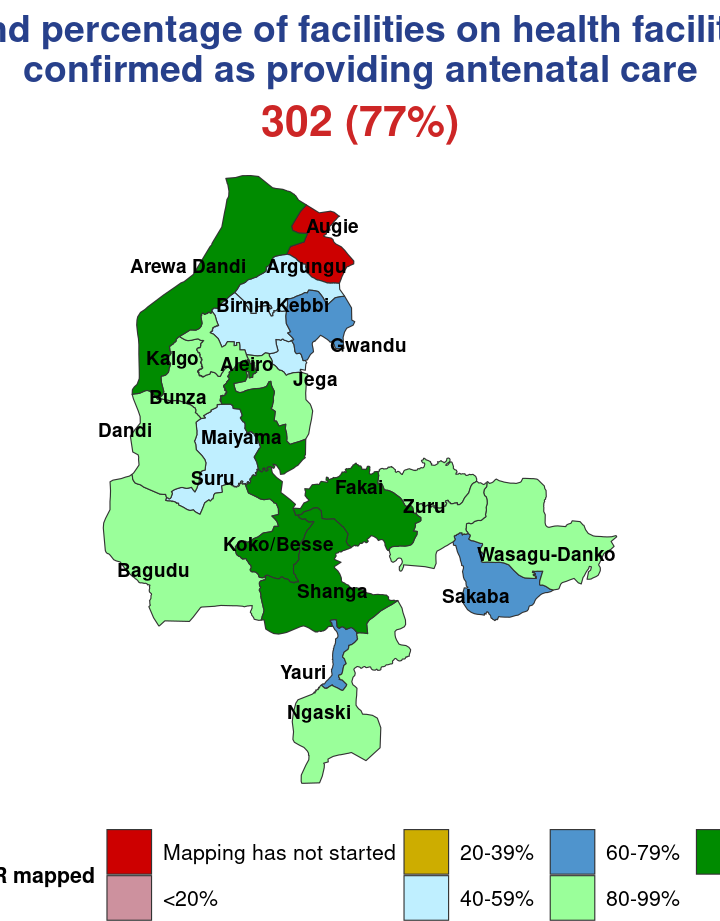 percentage of facilities on health
confirmed as providing antenatal care
302 (77%)
Augie
Arewa Dandi
Argungu
Birnin Kebbi
Gwandu
Kalgo
Aleiro
Jega
Bunza
Dandi
Maiyama
Suru
Fakai
Zuru
Koko/Besse
Wasagu-Danko
Bagudu
Shanga
Sakaba
Yauri
Ngaski
mapped
Mapping has not started
20-39%
60-79%
<20%
40-59%
80-99%